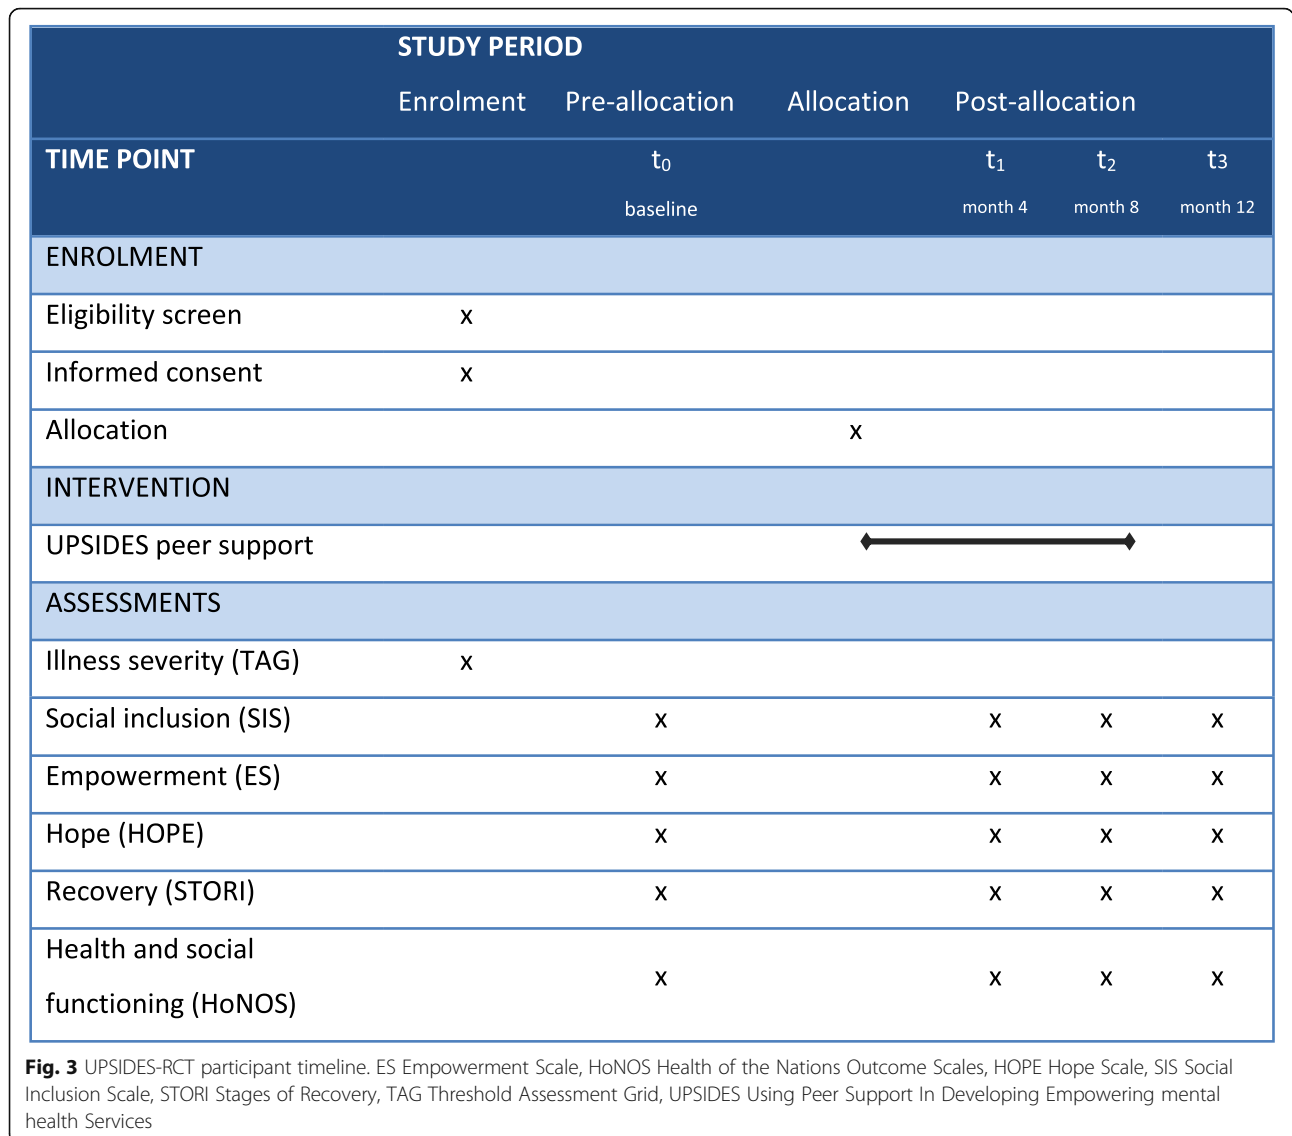 STUDY PERIOD
Enrolment Pre-allocation Allocation Post-allocation
TIME POINT t0 t1 t2 t3
baseline month 4 month 8 month 12
ENROLMENT
Eligibility screen x
Informed consent x
Allocation x
INTERVENTION
UPSIDES peer support
ASSESSMENTS
Illness severity (TAG) x
Social inclusion (SIS) x x x x
Empowerment (ES) x x x x
Hope (HOPE) x x x x
Recovery (STORI) x x x x
Health and social
functioning (HoNOS) x x x x
Fig. 3 UPSIDES-RCT participant timeline. ES Empowerment Scale, HoNOS Health of the Nations Outcome Scales, HOPE Hope Scale, SIS Social
Inclusion Scale, STORI Stages of Recovery, TAG Threshold Assessment Grid, UPSIDES Using Peer Support In Developing Empowering mental
health Services